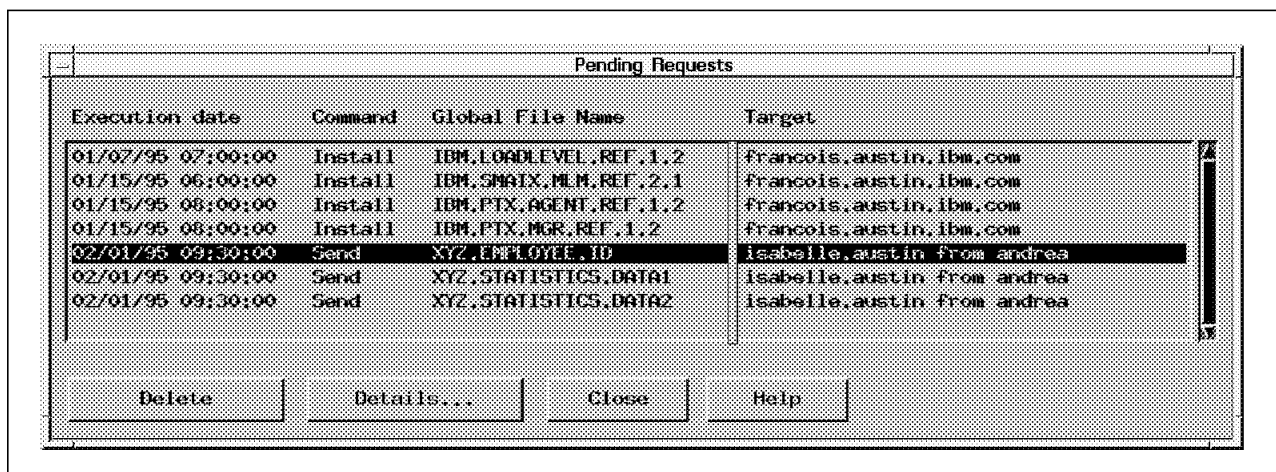 Pending Requests
Execution date Command Global File Name Target
01/07/95 07:00:00 Install IBM.LOADLEVEL.REF.1.2 francois.austin.ibm.com
01/15/95 06:00:00 Install IBM.SMAIX.MLM.REF.2.1 francois.austin.ibm.com
01/15/95 08:00:00 Install IBM.PTX.AGENT.REF.1.2 francois.austin.ibm.com
01/15/95 08:00:00 Install IBM.PTX.MGR.REF.1.2 francois.austin.ibm.com
02/01/95 09:30:00 Send XYZ.EMPLOYEE.ID isabelle.austin from andrea
02/01/95 09:30:00 Send XYZ.STATISTICS.DATA1 isabelle.austin from andrea
02/01/95 09:30:00 Send XYZ.STATISTICS.DATA2 isabelle.austin from andrea
Delete Details... Close Help